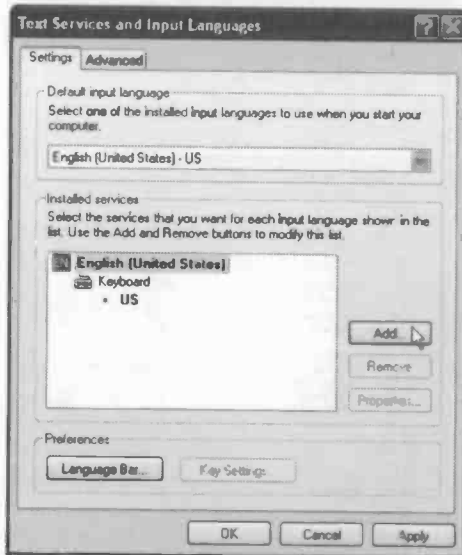 Text Services and Input Languages
Settings Advanced
Default input language
Select one of the installed input languages to use when you start your
computer.
English (United States) - US
Installed services
Select the services that you want for each input language shown in the
list. Use the Add and Remove buttons to modify this list.
English (United States)
Keyboard
• US
Add...
Remove
Properties...
Preferences
Language Bar... Key Settings...
OK Cancel Apply